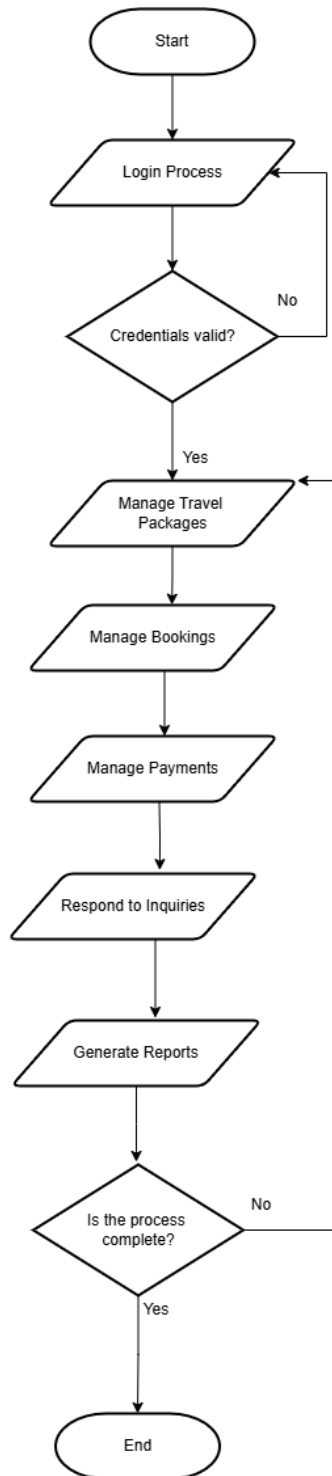 Start
Login Process
No
Credentials valid?
Yes
Manage Travel
Packages
Manage Bookings
Manage Payments
Respond to Inquiries
Generate Reports
No
Is the process
complete?
Yes
End